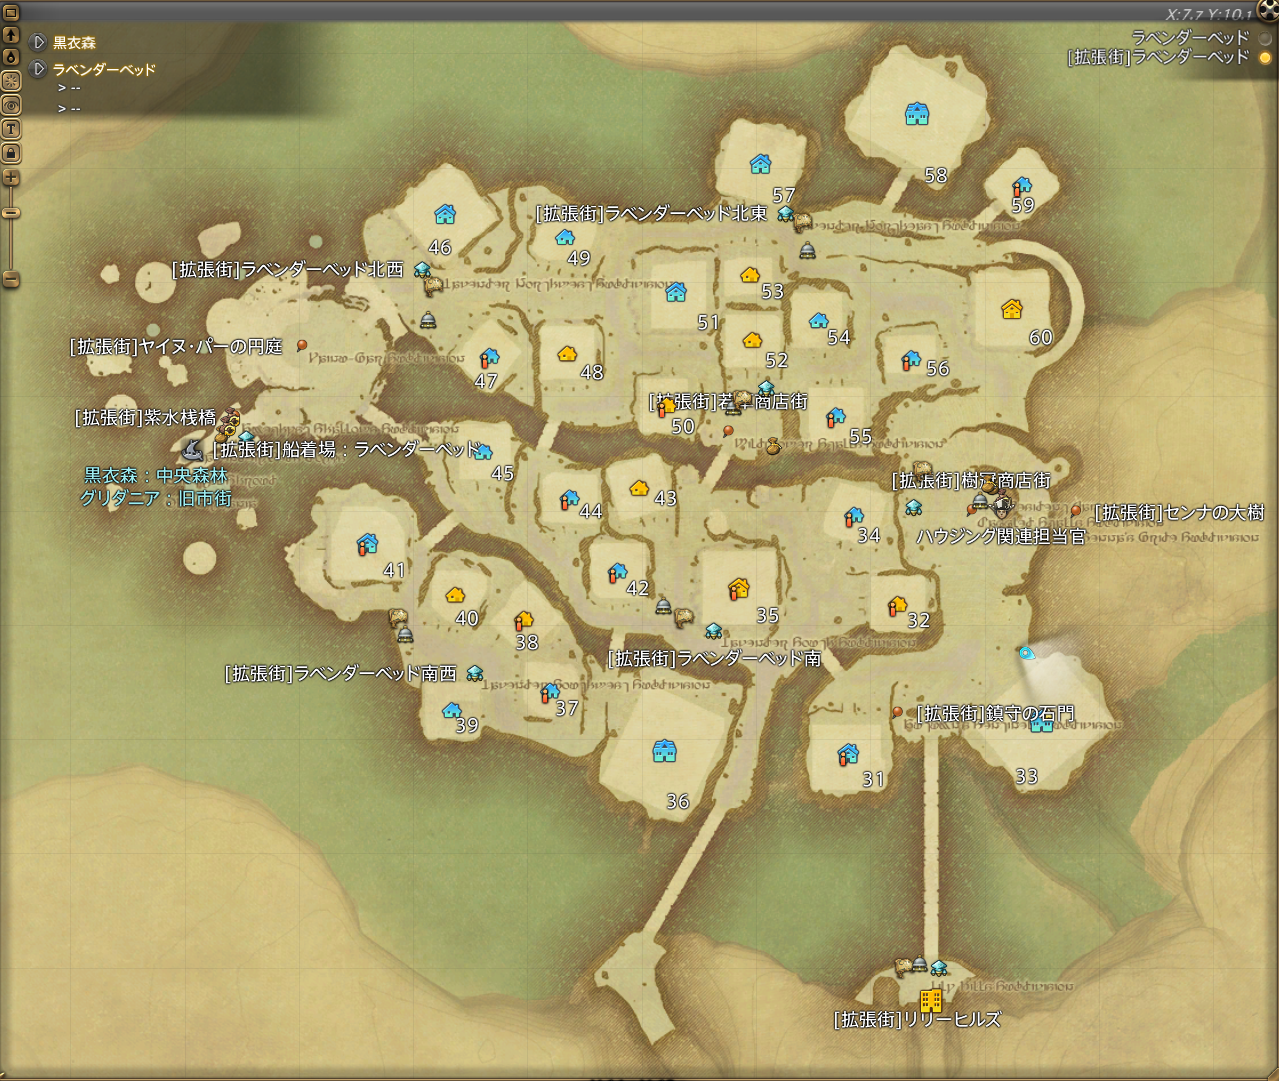 X:7.7 Y:10.1
黒衣森
ラベンダーベッド
> --
> --
ラベンダーベッド
[拡張街]ラベンダーベッド
58
57
59
[拡張街]ラベンダーベッド北東
46
49
[拡張街]ラベンダーベッド北西
53
51
54
60
[拡張街]ヤイヌ・パーの円庭
52
48
47
56
[拡張街]若草商店街
[拡張街]紫水桟橋
50
55
[拡張街]船着場：ラベンダーベッド
45
黒衣森：中央森林
グリダニア：旧市街
[拡張街]樹冠商店街
43
44
[拡張街]センナの大樹
34
ハウジング関連担当官
41
42
35
40
32
38
[拡張街]ラベンダーベッド南
[拡張街]ラベンダーベッド南西
37
[拡張街]鎮守の石門
39
33
31
36
[拡張街]リリーヒルズ